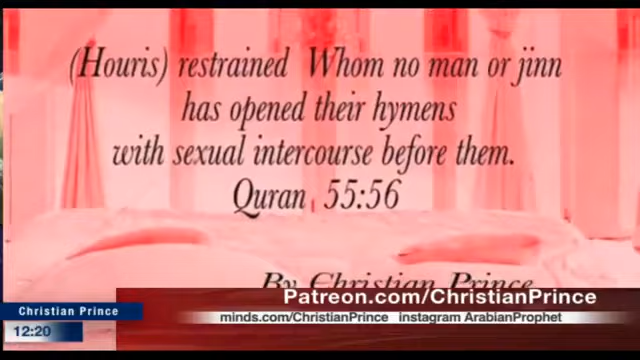 (Houris) restrained Whom no man or jinn
has opened their hymens
with sexual intercourse before them.
Quran 55:56
By Christian Prince
Patreon.com/ChristianPrince
Christian Prince
minds.com/ChristianPrince instagram ArabianProphet
12:20